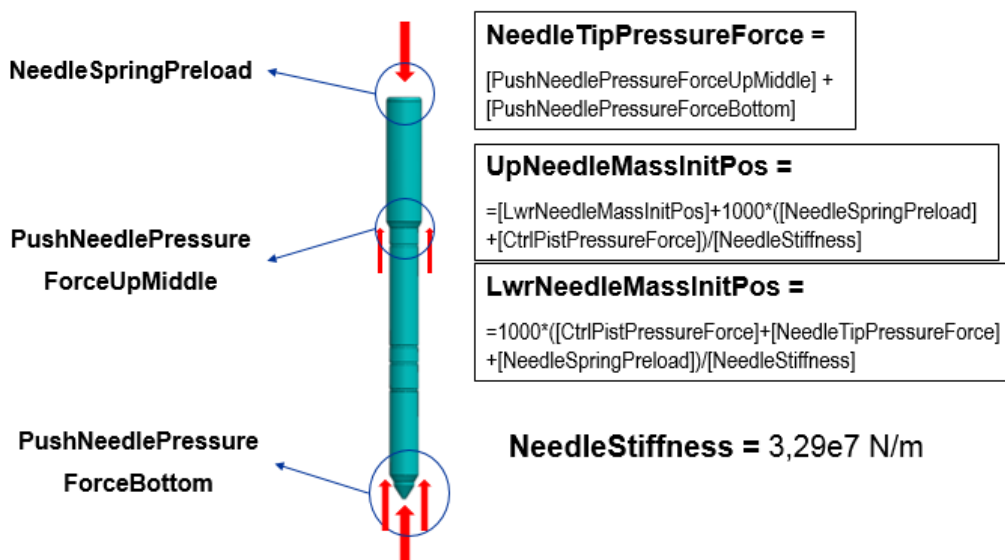 NeedleSpringPreload
PushNeedlePressure
ForceUpMiddle
PushNeedlePressure
ForceBottom
NeedleTipPressureForce =
[PushNeedlePressureForceUpMiddle] +
[PushNeedlePressureForceBottom]
UpNeedleMassInitPos =
=[LwrNeedleMassInitPos]+1000*([NeedleSpringPreload]
+[CtrlPistPressureForce])/[NeedleStiffness]
LwrNeedleMassInitPos =
=1000*([CtrlPistPressureForce]+[NeedleTipPressureForce]
+[NeedleSpringPreload])/[NeedleStiffness]
NeedleStiffness = 3,29e7 N/m